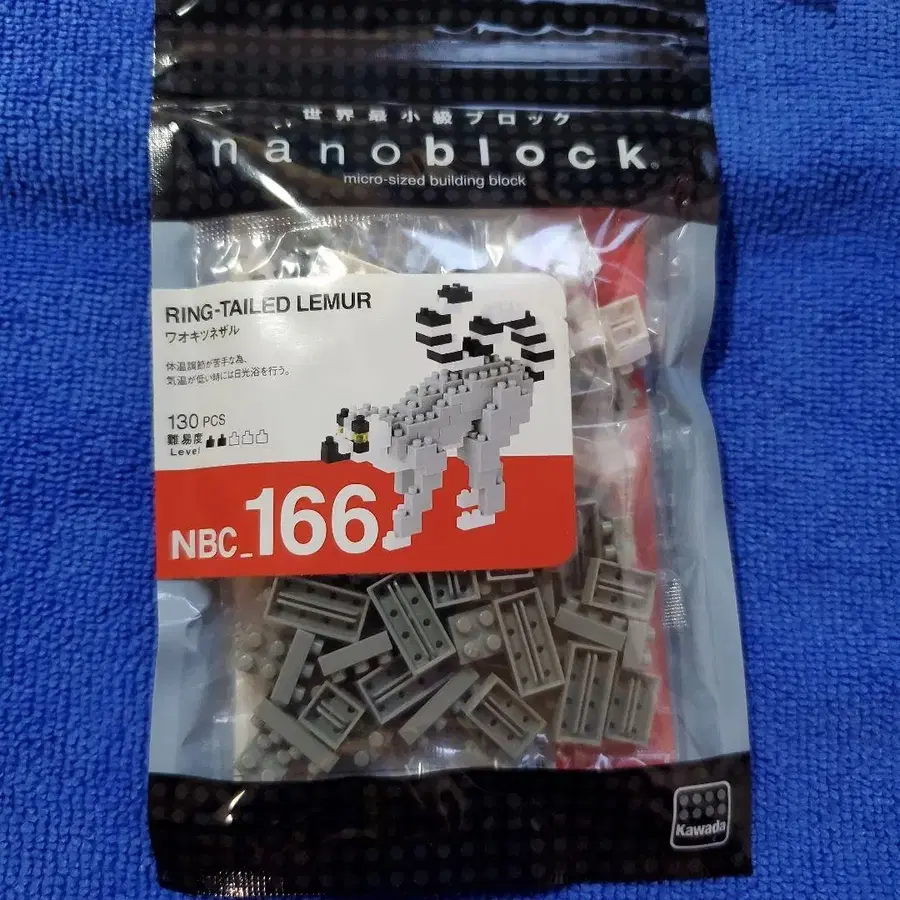 世界最小級ブロック
nanoblock®
micro-sized building block
RING-TAILED LEMUR
ワオキツネザル
体温調節が苦手な為、
気温が低い時には日光浴を行う。
130 PCS
難易度
Level
NBC_166
Kawada